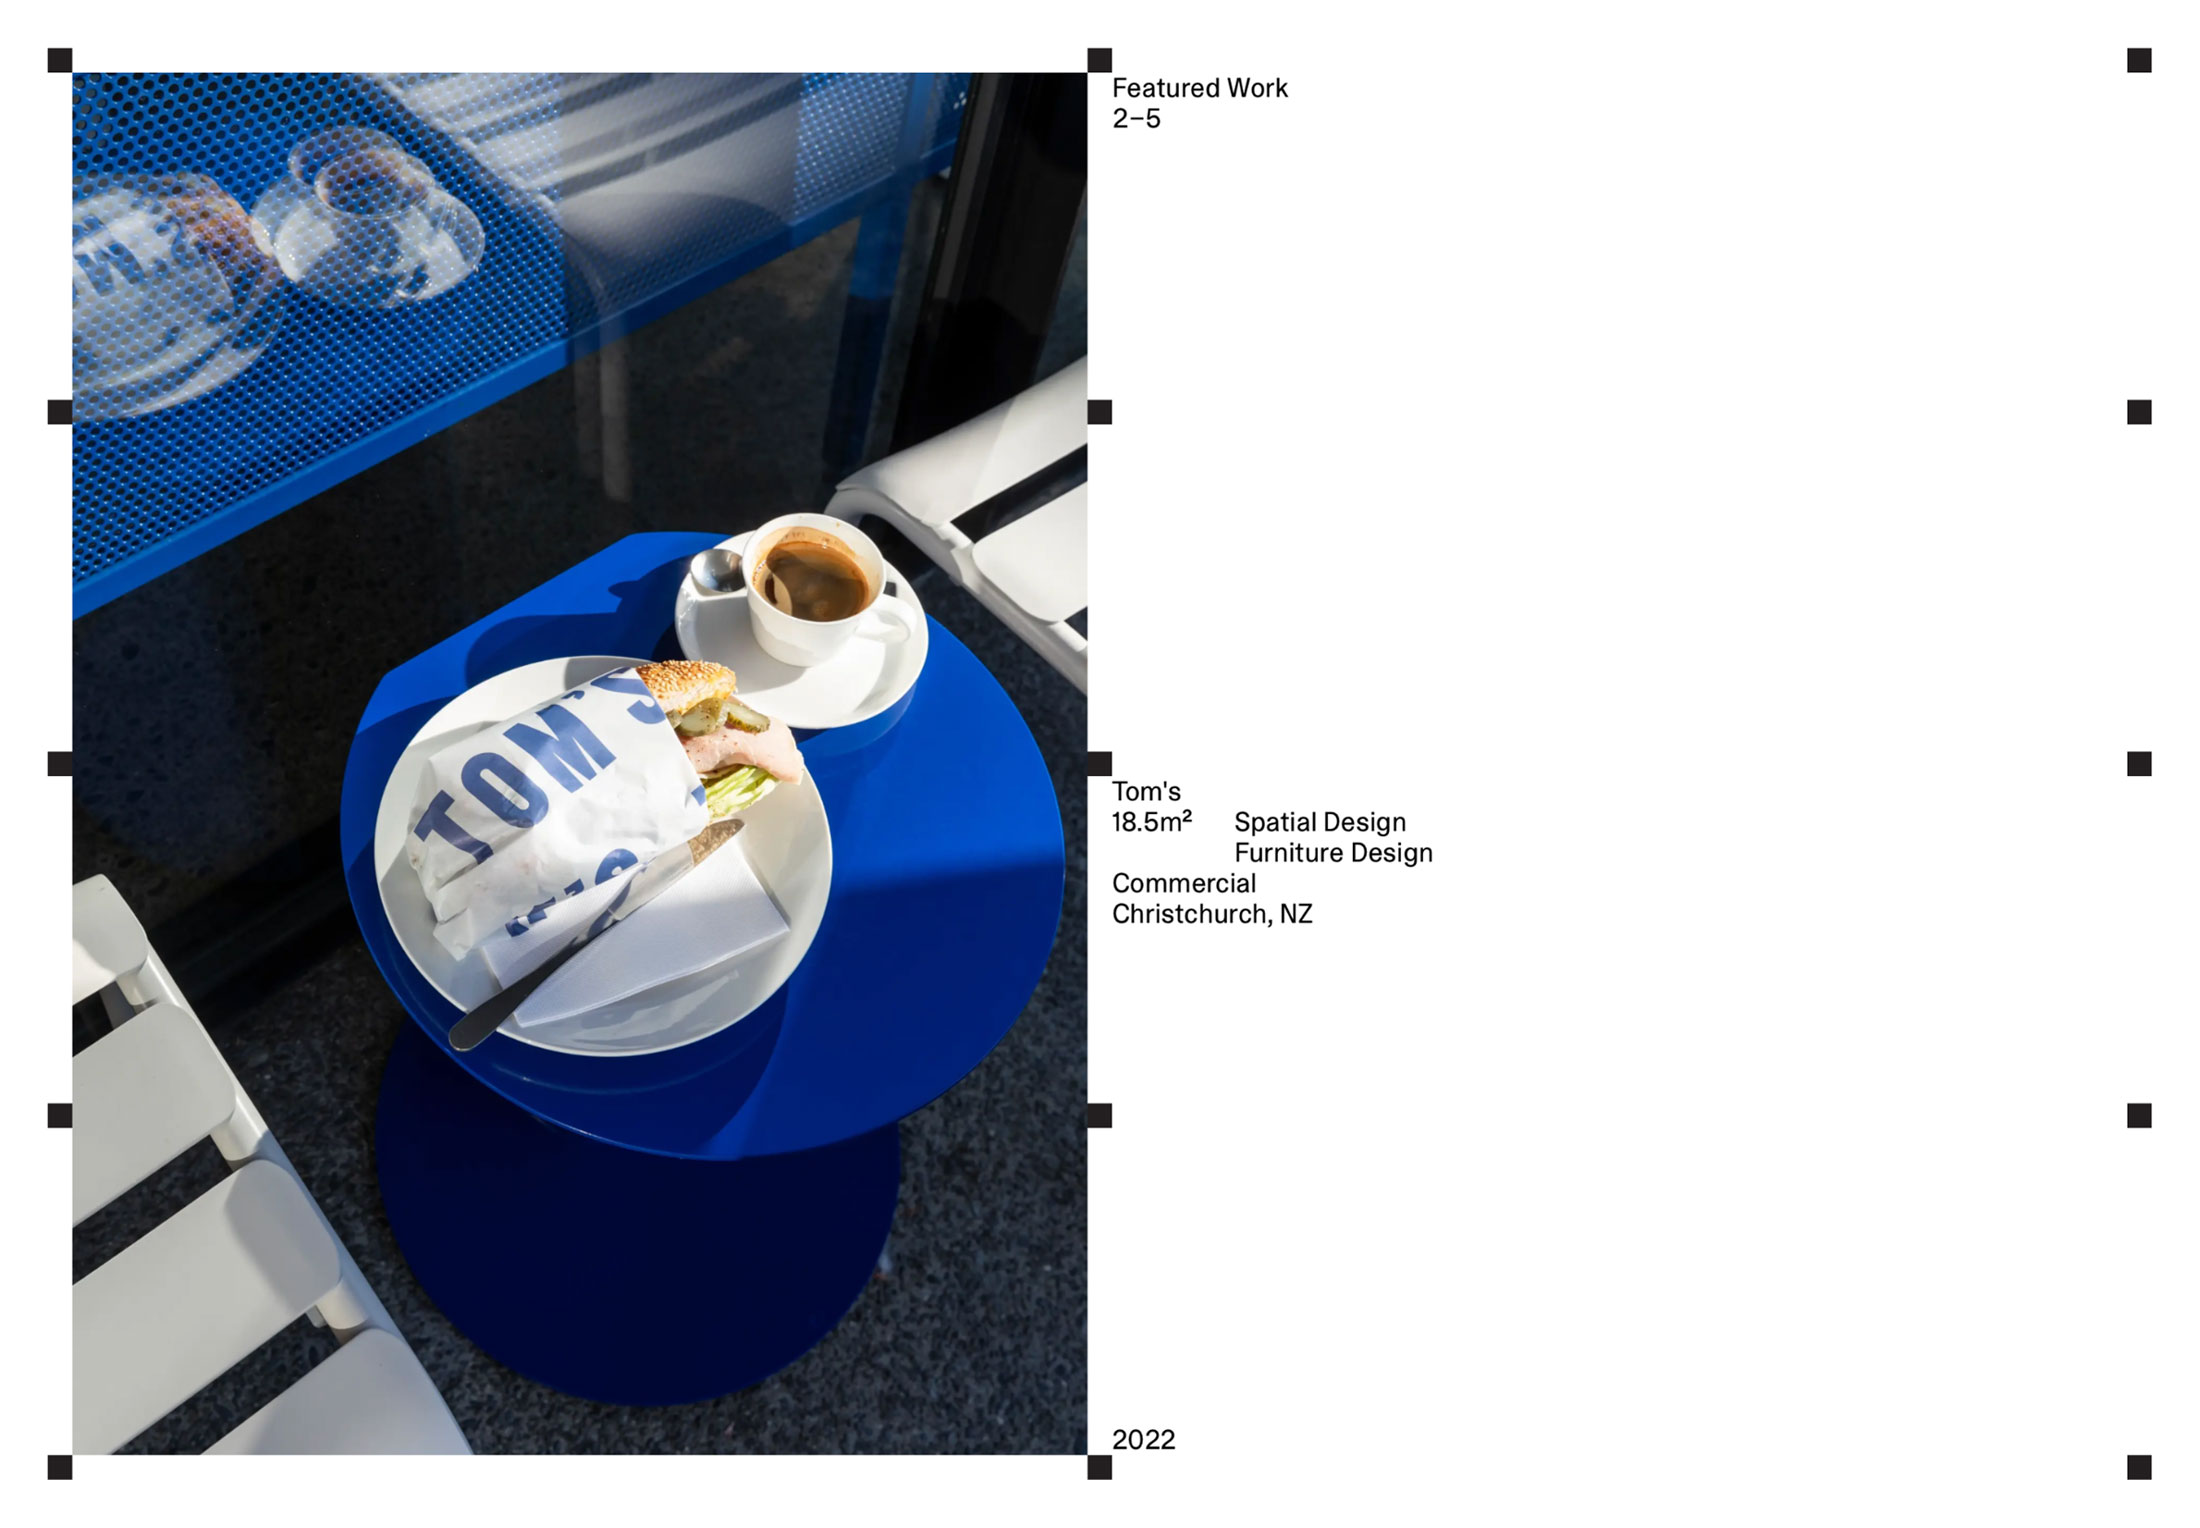 Featured Work
2–5
TOM'S
Tom's
18.5m² Spatial Design
Furniture Design
Commercial
Christchurch, NZ
2022